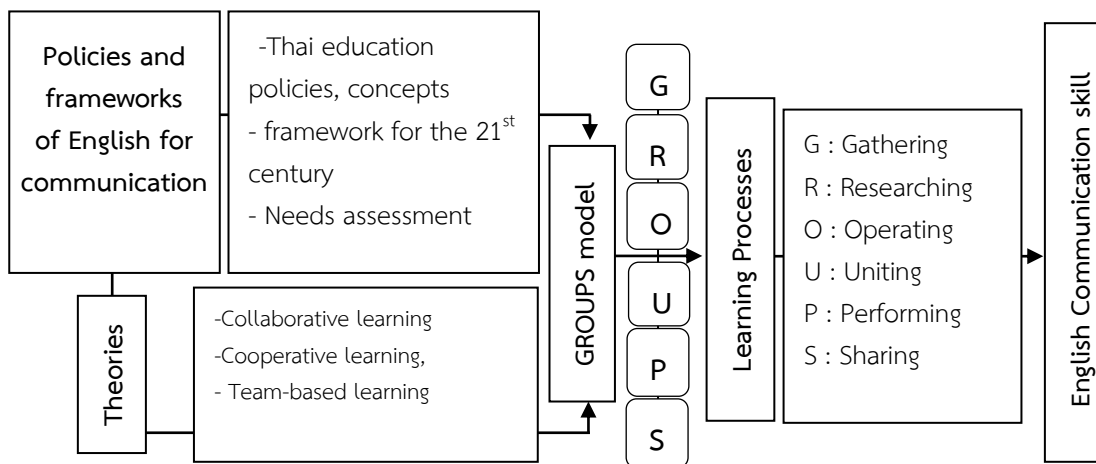 Policies and
frameworks
of English for
communication
-Thai education
policies, concepts
- framework for the 21st
century
- Needs assessment
Theories
-Collaborative learning
-Cooperative learning,
- Team-based learning
GROUPS model
G
R
O
U
P
S
Learning Processes
G : Gathering
R : Researching
O : Operating
U : Uniting
P : Performing
S : Sharing
English Communication skill